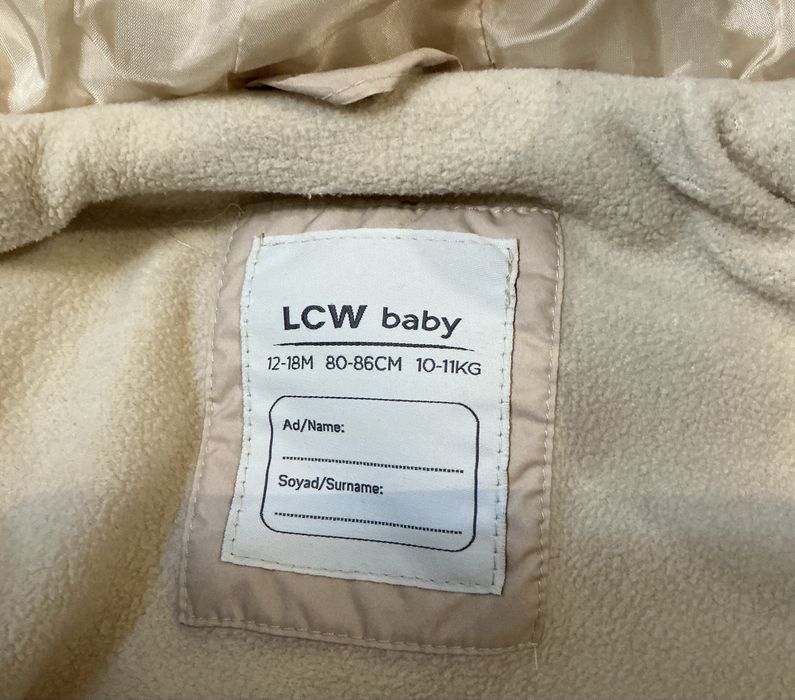 LCW baby
12-18M 80-86CM 10-11KG
Ad/Name:
Soyad/Surname: